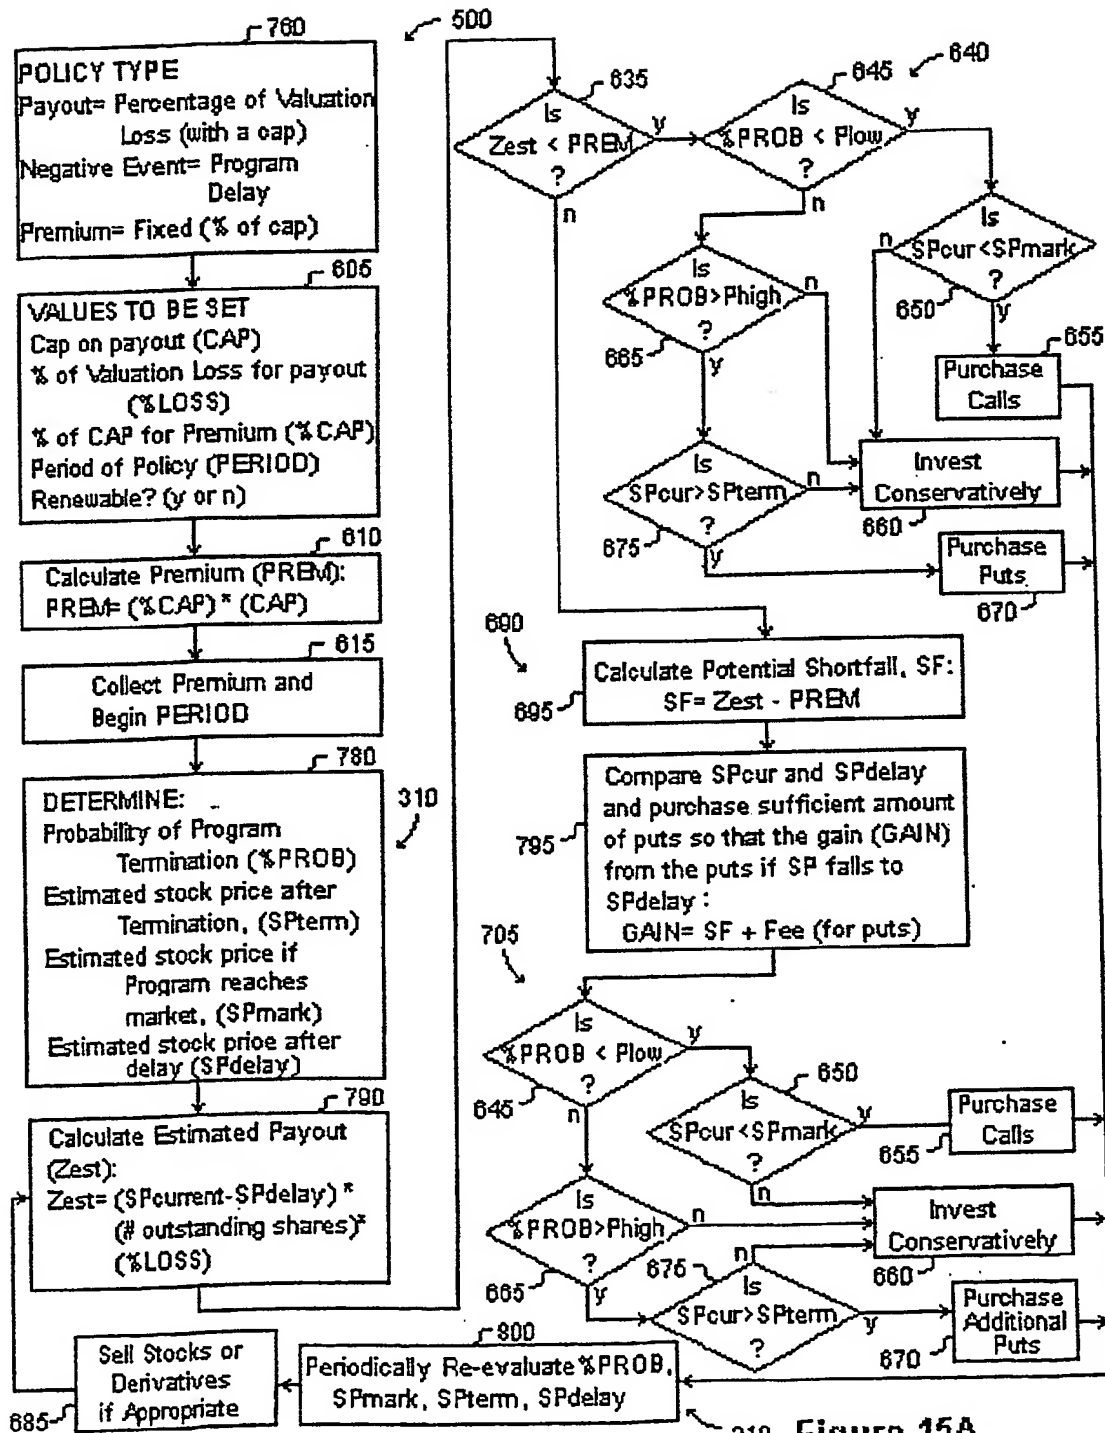 500
760
POLICY TYPE
Payout= Percentage of Valuation
Loss (with a cap)
Negative Event= Program
Delay
Premium= Fixed (% of cap)
605
VALUES TO BE SET
Cap on payout (CAP)
% of Valuation Loss for payout
(%LOSS)
% of CAP for Premium (%CAP)
Period of Policy (PERIOD)
Renewable? (y or n)
610
Calculate Premium (PREM):
PREM= (%CAP) * (CAP)
615
Collect Premium and
Begin PERIOD
780
310
DETERMINE:
Probability of Program
Termination (%PROB)
Estimated stock price after
Termination, (SPterm)
Estimated stock price if
Program reaches
market, (SPmark)
Estimated stock price after
delay (SPdelay)
790
Calculate Estimated Payout
(Zest):
Zest= (SPcurrent-SPdelay) *
(# outstanding shares)*
(%LOSS)
635
Is
Zest < PREM
?
y
n
640
645
Is
%PROB < Plow
?
y
n
Is
SPcur<SPmark
?
n
y
650
655
Purchase
Calls
Is
%PROB>Phigh
?
n
y
665
Is
SPcur>SPterm
?
n
y
675
Invest
Conservatively
660
Purchase
Puts
670
690
Calculate Potential Shortfall, SF:
SF= Zest - PREM
695
Compare SPcur and SPdelay
and purchase sufficient amount
of puts so that the gain (GAIN)
from the puts if SP falls to
SPdelay:
GAIN= SF + Fee (for puts)
795
705
Is
%PROB < Plow
?
y
n
645
650
Is
SPcur<SPmark
?
y
n
Purchase
Calls
655
Is
%PROB>Phigh
?
n
y
665
Invest
Conservatively
660
675
n
Is
SPcur>SPterm
?
y
Purchase
Additional
Puts
670
800
Periodically Re-evaluate %PROB,
SPmark, SPterm, SPdelay
Sell Stocks or
Derivatives
if Appropriate
685
Figure 15A